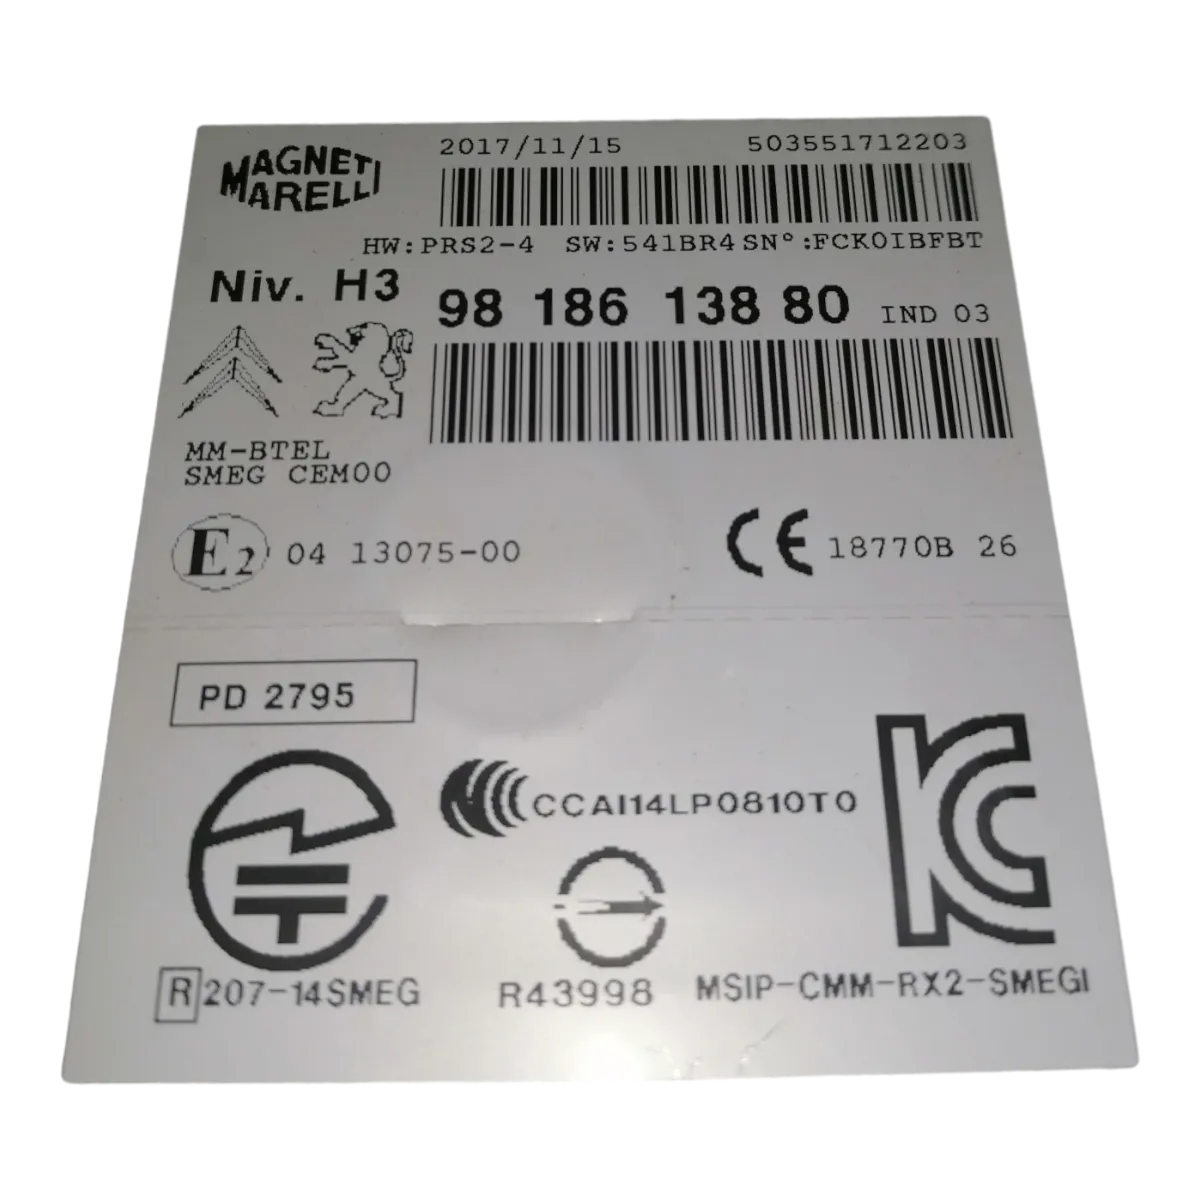 MAGNETI
MARELLI
2017/11/15 503551712203
HW:PRS2-4 SW:541BR4 SN°:FCK0IBFBT
Niv. H3
98 186 138 80 IND 03
MM-BTEL
SMEG CEM00
E2 04 13075-00
CE 18770B 26
PD 2795
CCAI14LP0810T0
R 207-14SMEG
R43998
MSIP-CMM-RX2-SMEGI